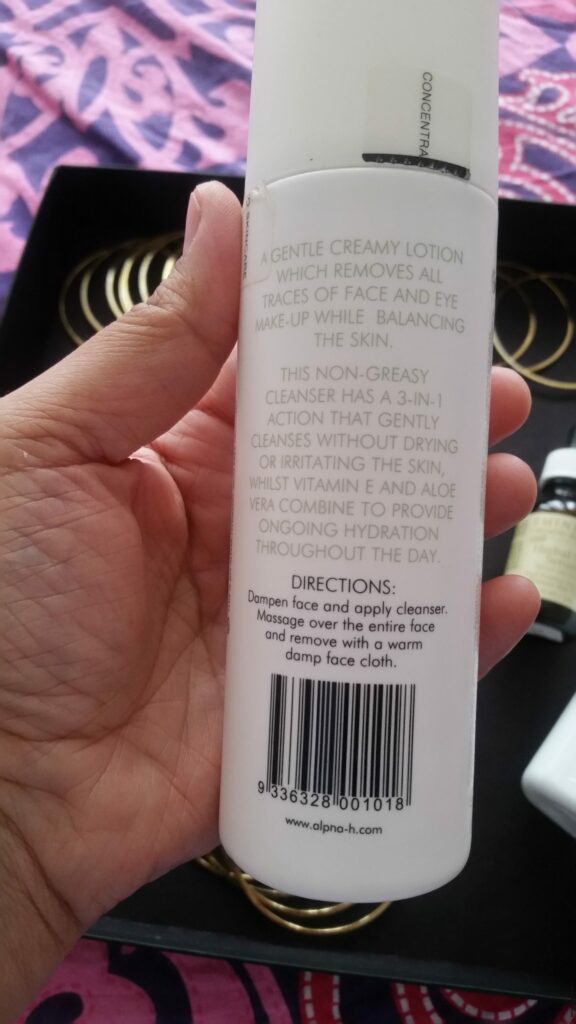 CONCENTRA
SKINCARE
A GENTLE CREAMY LOTION
WHICH REMOVES ALL
TRACES OF FACE AND EYE
MAKE-UP WHILE BALANCING
THE SKIN.
THIS NON-GREASY
CLEANSER HAS A 3-IN-1
ACTION THAT GENTLY
CLEANSES WITHOUT DRYING
OR IRRITATING THE SKIN,
WHILST VITAMIN E AND ALOE
VERA COMBINE TO PROVIDE
ONGOING HYDRATION
THROUGHOUT THE DAY.
DIRECTIONS:
Dampen face and apply cleanser.
Massage over the entire face
and remove with a warm
damp face cloth.
9 336328 001018
www.alpha-h.com